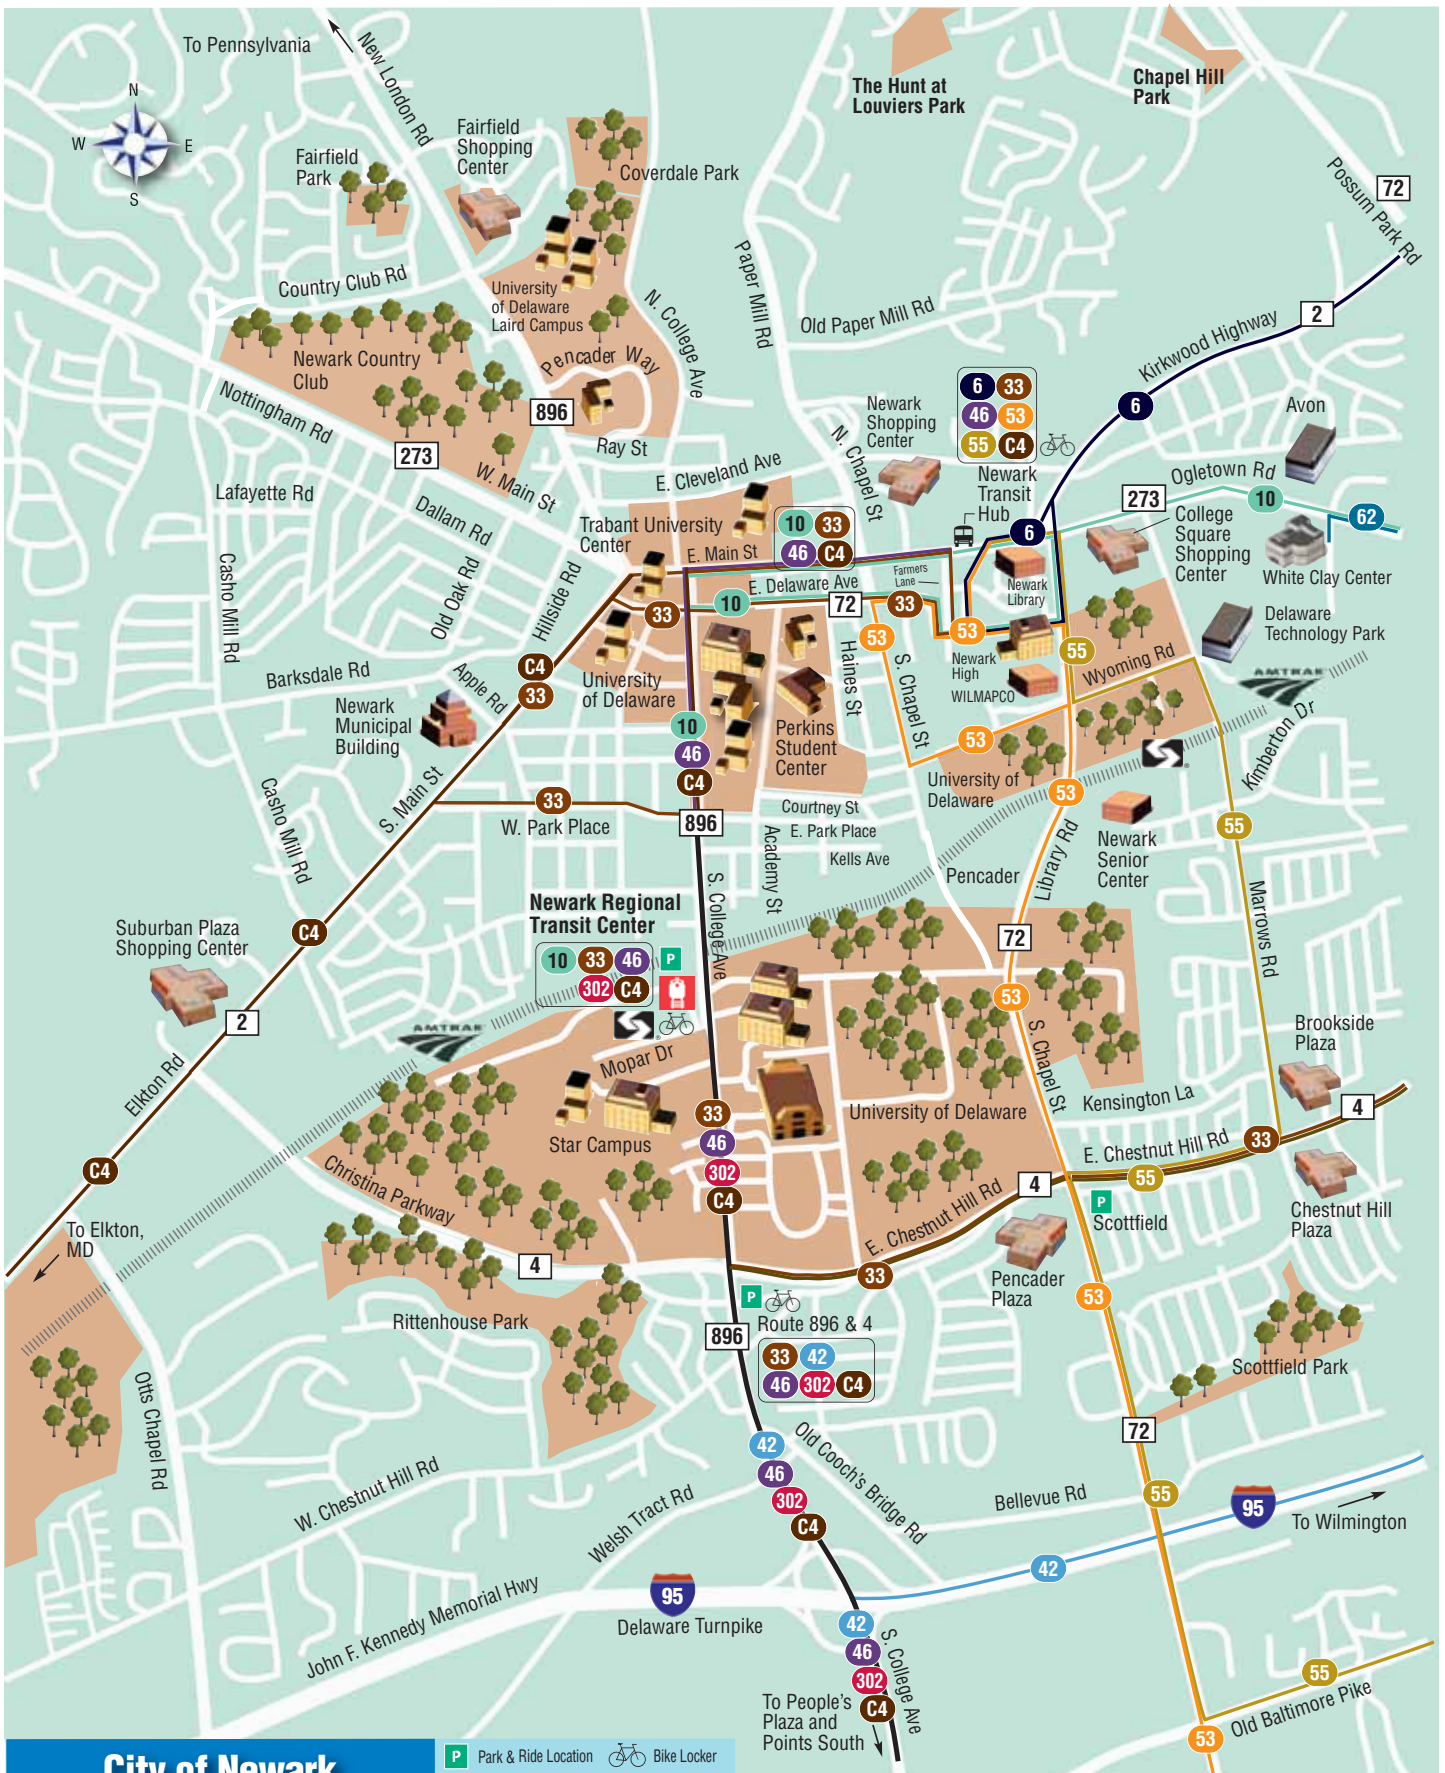 To Pennsylvania
New London Rd
N
W
E
S
Fairfield
Park
Fairfield
Shopping
Center
Coverdale Park
The Hunt at
Louviers Park
Chapel Hill
Park
72
Possum Park Rd
Country Club Rd
University
of Delaware
Laird Campus
N. College Ave
Paper Mill Rd
Old Paper Mill Rd
2
Kirkwood Highway
Newark Country
Club
Pencader Way
Nottingham Rd
896
273
Ray St
W. Main St
6 33
46 53
55 C4
6
Newark
Shopping
Center
N. Chapel St
Avon
Newark
Transit
Hub
Ogletown Rd
273
10
62
E. Cleveland Ave
Lafayette Rd
Dallam Rd
Trabant University
Center
10 33
46 C4
6
College
Square
Shopping
Center
White Clay Center
E. Main St
E. Delaware Ave
Farmers
Lane
Newark
Library
Casho Mill Rd
Old Oak Rd
Hillside Rd
33
10
72
33
53
53
Delaware
Technology Park
Newark
High
WILMAPCO
55
Wyoming Rd
AMTRAK
Barksdale Rd
Apple Rd
C4
33
University
of Delaware
Haines St
S. Chapel St
Newark
Municipal
Building
10
46
C4
Perkins
Student
Center
53
Kimberton Dr
University of
Delaware
53
Casho Mill Rd
S. Main St
33
W. Park Place
896
Courtney St
E. Park Place
Kells Ave
Academy St
Pencader
Library Rd
Newark
Senior
Center
55
Marrows Rd
Newark Regional
Transit Center
S. College Ave
10 33 46
302 C4
P
Suburban Plaza
Shopping Center
C4
72
53
2
AMTRAK
Elkton Rd
Mopar Dr
S. Chapel St
Brookside
Plaza
Star Campus
33
46
302
C4
University of Delaware
Kensington La
4
E. Chestnut Hill Rd
33
55
C4
Christina Parkway
4
E. Chestnut Hill Rd
P
Scottfield
Chestnut Hill
Plaza
To Elkton,
MD
4
33
Pencader
Plaza
53
Rittenhouse Park
P
Route 896 & 4
896
33 42
46 302 C4
Scottfield Park
Otts Chapel Rd
72
42
46
302
C4
Old Cooch's Bridge Rd
W. Chestnut Hill Rd
Welsh Tract Rd
Bellevue Rd
55
95
To Wilmington
42
John F. Kennedy Memorial Hwy
95
Delaware Turnpike
42
46
302
C4
S. College Ave
To People's
Plaza and
Points South
55
Old Baltimore Pike
53
City of Newark
P Park & Ride Location
Bike Locker